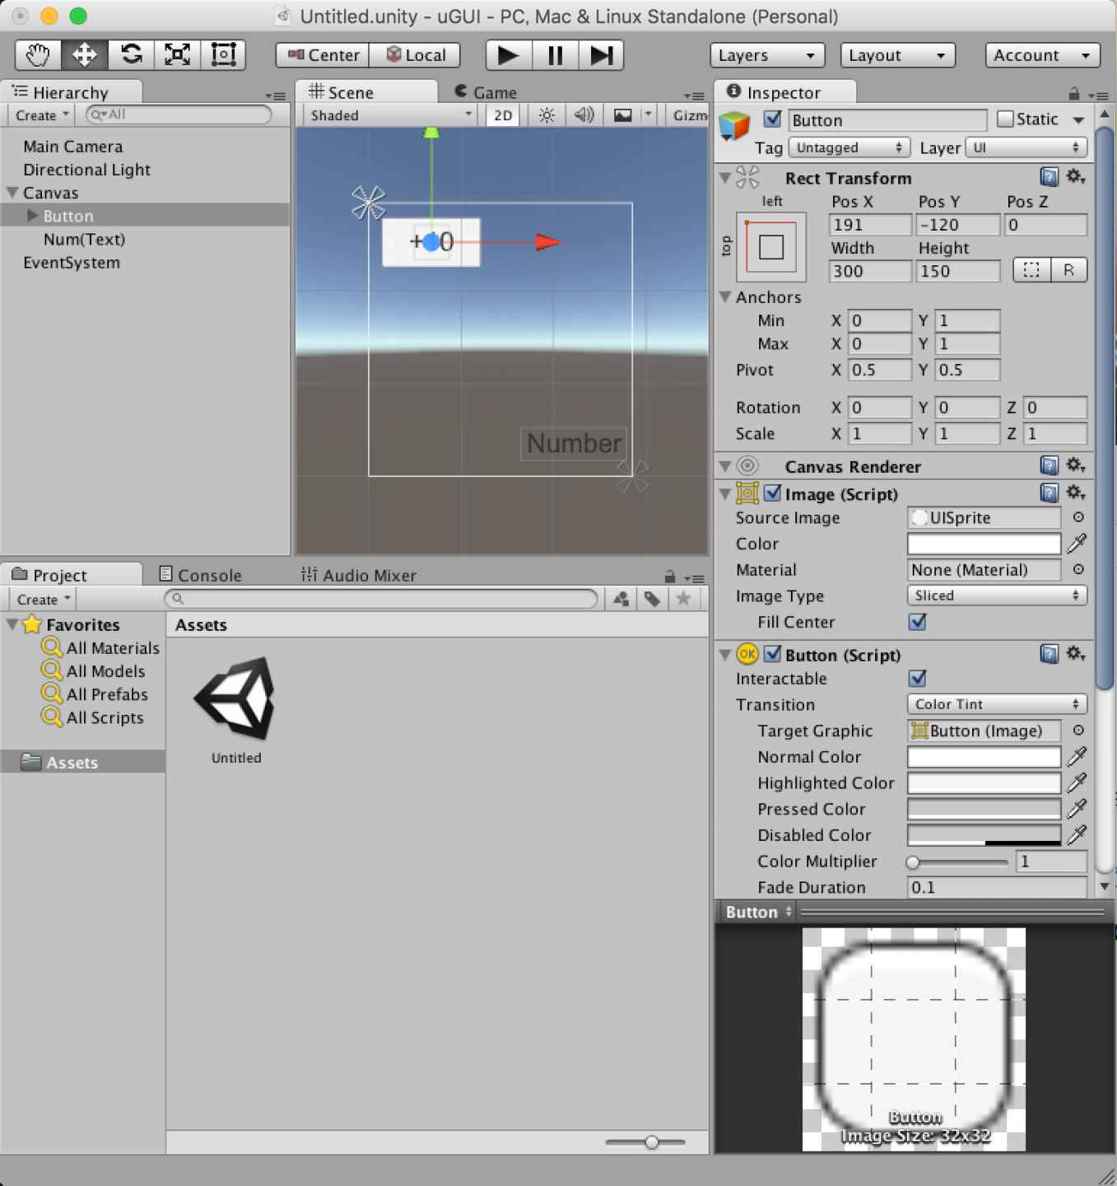 Untitled.unity - uGUI - PC, Mac & Linux Standalone (Personal)
Center Local Layers Layout Account
Hierarchy
Create All
Main Camera
Directional Light
Canvas
Button
Num(Text)
EventSystem
Scene Game
Shaded 2D Gizm
Number
Inspector
Button Static
Tag Untagged Layer UI
Rect Transform
left Pos X Pos Y Pos Z
top 191 -120 0
Width Height
300 150 R
Anchors
Min X 0 Y 1
Max X 0 Y 1
Pivot X 0.5 Y 0.5
Rotation X 0 Y 0 Z 0
Scale X 1 Y 1 Z 1
Canvas Renderer
Image (Script)
Source Image UISprite
Color
Material None (Material)
Image Type Sliced
Fill Center
OK Button (Script)
Interactable
Transition Color Tint
Target Graphic Button (Image)
Normal Color
Highlighted Color
Pressed Color
Disabled Color
Color Multiplier 1
Fade Duration 0.1
Button
Button
Image Size: 32x32
Project Console Audio Mixer
Create
Favorites
All Materials
All Models
All Prefabs
All Scripts
Assets
Assets
Untitled